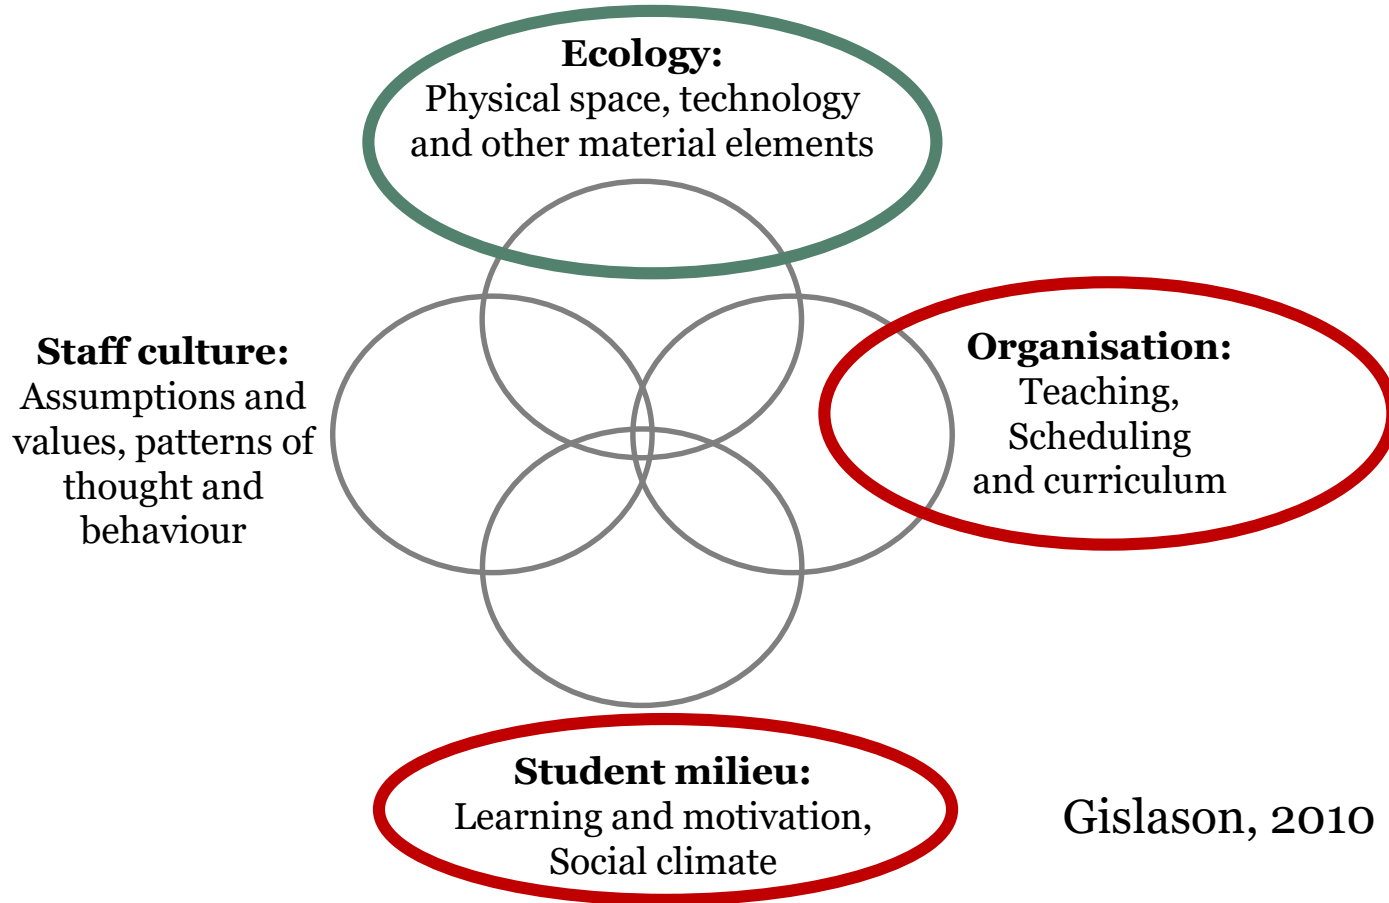 Ecology:
Physical space, technology
and other material elements
Staff culture:
Assumptions and
values, patterns of
thought and
behaviour
Organisation:
Teaching,
Scheduling
and curriculum
Student milieu:
Learning and motivation,
Social climate
Gislason, 2010